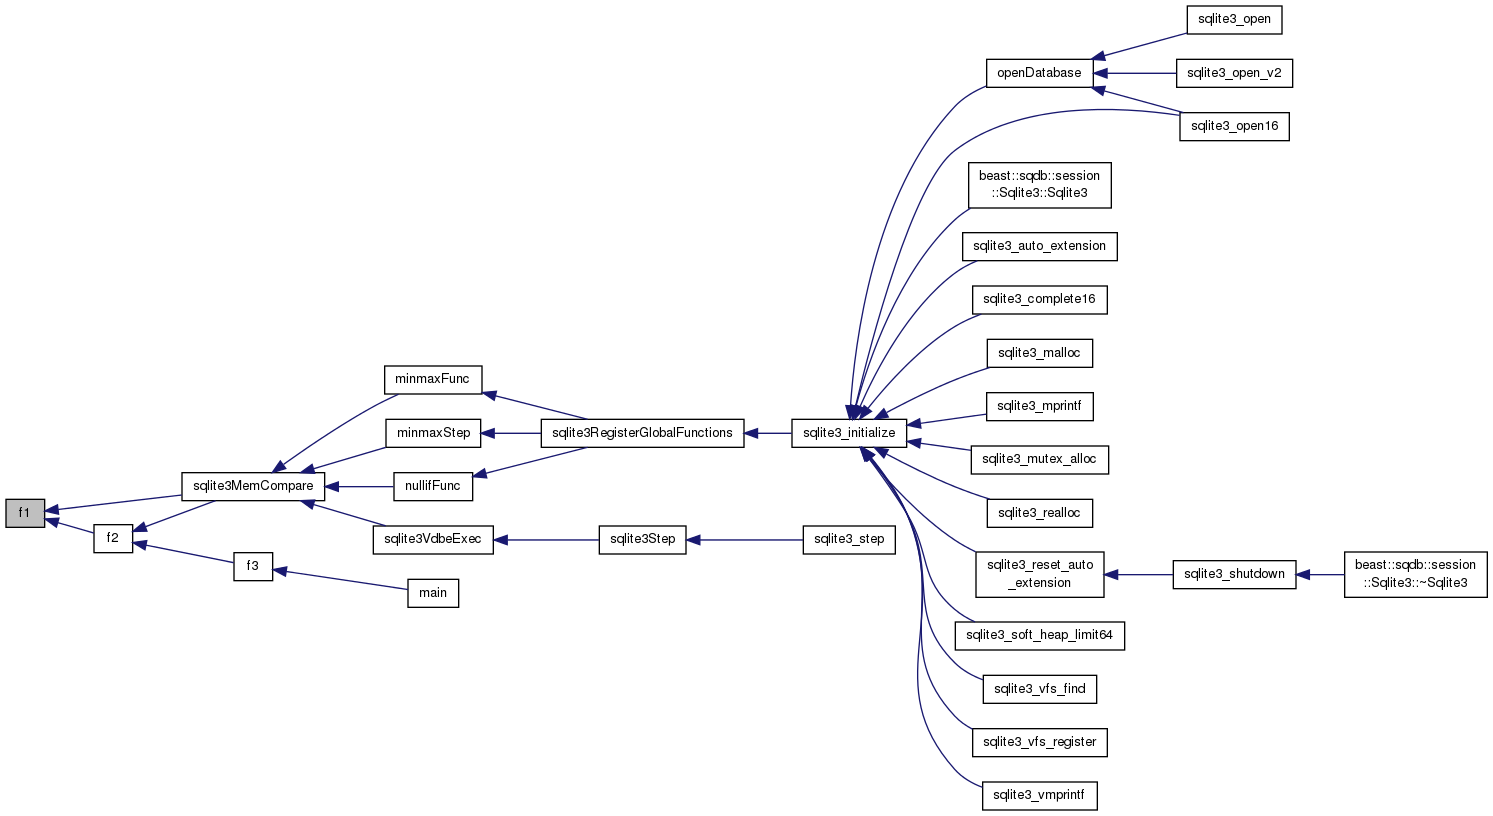 sqlite3_open
openDatabase
sqlite3_open_v2
sqlite3_open16
beast::sqdb::session
::Sqlite3::Sqlite3
sqlite3_auto_extension
sqlite3_complete16
sqlite3_malloc
minmaxFunc
sqlite3_mprintf
minmaxStep
sqlite3RegisterGlobalFunctions
sqlite3_initialize
sqlite3_mutex_alloc
sqlite3MemCompare
nullifFunc
f1
sqlite3_realloc
f2
sqlite3VdbeExec
sqlite3Step
sqlite3_step
f3
sqlite3_reset_auto
_extension
sqlite3_shutdown
beast::sqdb::session
::Sqlite3::~Sqlite3
main
sqlite3_soft_heap_limit64
sqlite3_vfs_find
sqlite3_vfs_register
sqlite3_vmprintf